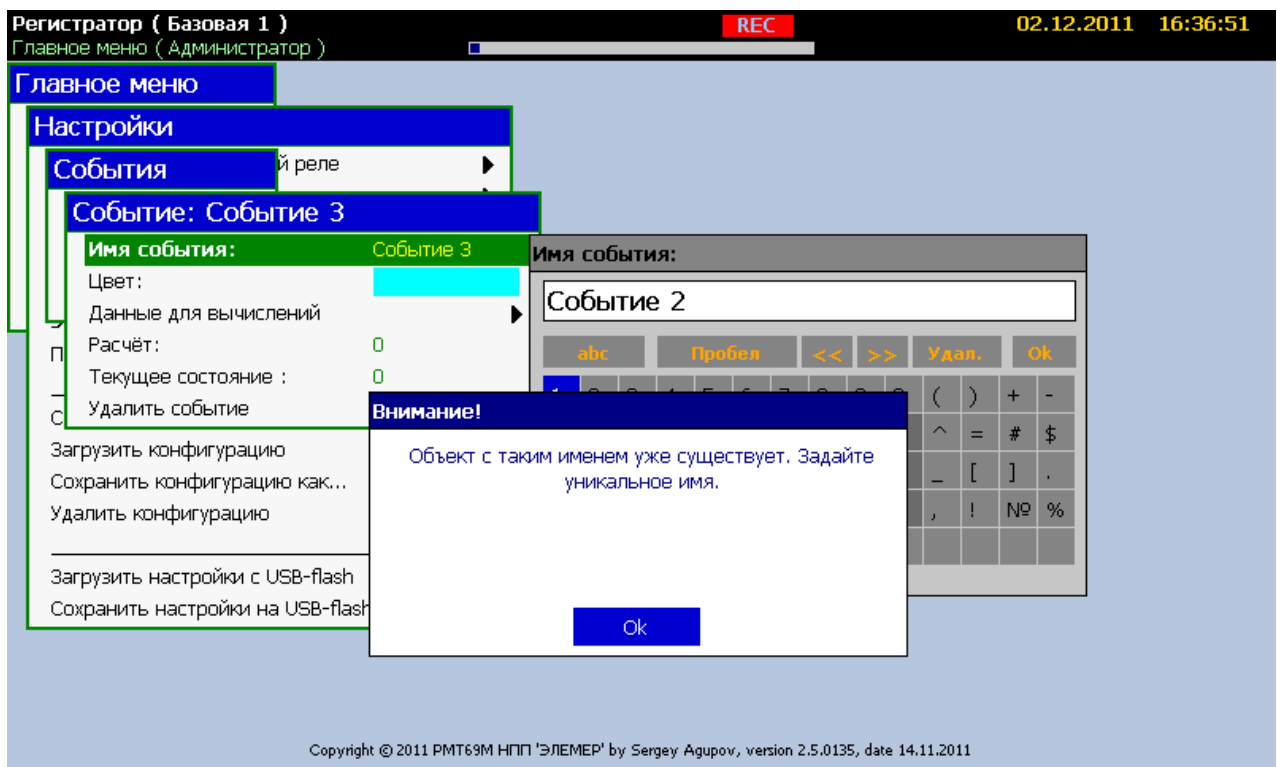 Регистратор ( Базовая 1 )
REC
02.12.2011 16:36:51
Главное меню ( Администратор )
Главное меню
Настройки
События
й реле
Событие: Событие 3
Имя события: Событие 3
Цвет:
Данные для вычислений
Расчёт: 0
Текущее состояние : 0
Удалить событие
Загрузить конфигурацию
Сохранить конфигурацию как...
Удалить конфигурацию
Загрузить настройки с USB-flash
Сохранить настройки на USB-flash
Имя события:
Событие 2
abc Пробел << >> Удал. Ok
( ) + -
^ = # $
_ [ ] .
, ! № %
Внимание!
Объект с таким именем уже существует. Задайте
уникальное имя.
Ok
Copyright © 2011 РМТ69М НПП 'ЭЛЕМЕР' by Sergey Agupov, version 2.5.0135, date 14.11.2011